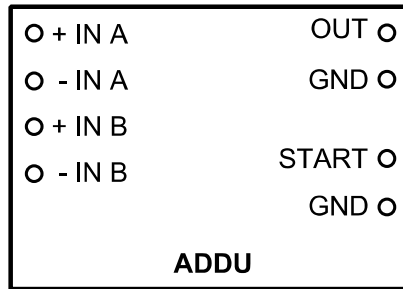 + IN A
- IN A
+ IN B
- IN B
OUT
GND
START
GND
ADDU